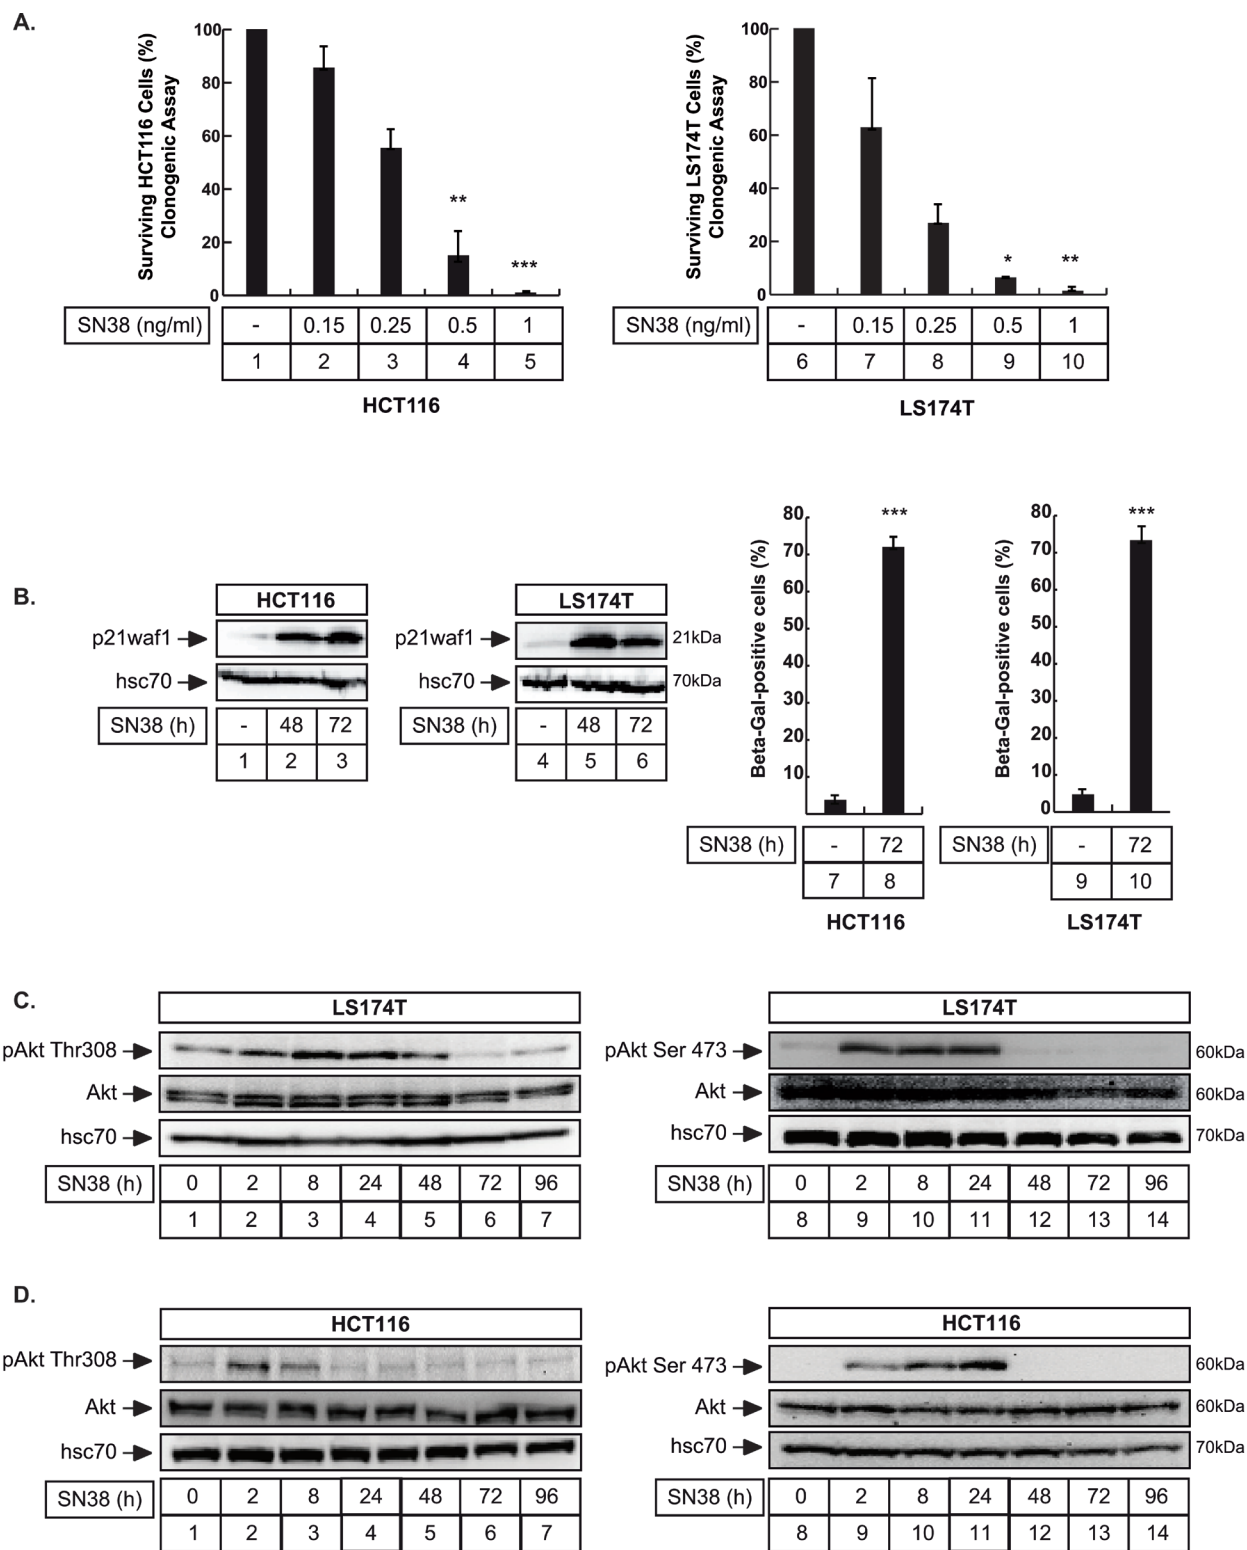 A.
Surviving HCT116 Cells (%)
Clonogenic Assay
100
80
60
40
20
0
**
***
SN38 (ng/ml) - 0.15 0.25 0.5 1
1 2 3 4 5
HCT116
Surviving LS174T Cells (%)
Clonogenic Assay
100
80
60
40
20
0
*
**
SN38 (ng/ml) - 0.15 0.25 0.5 1
6 7 8 9 10
LS174T
B.
HCT116
p21waf1
hsc70
SN38 (h) - 48 72
1 2 3
LS174T
p21waf1 21kDa
hsc70 70kDa
SN38 (h) - 48 72
4 5 6
Beta-Gal-positive cells (%)
80
70
60
50
40
30
20
10
***
SN38 (h) - 72
7 8
HCT116
Beta-Gal-positive cells (%)
80
70
60
50
40
30
20
10
0
***
SN38 (h) - 72
9 10
LS174T
C.
LS174T
pAkt Thr308
Akt
hsc70
SN38 (h) 0 2 8 24 48 72 96
1 2 3 4 5 6 7
LS174T
pAkt Ser 473 60kDa
Akt 60kDa
hsc70 70kDa
SN38 (h) 0 2 8 24 48 72 96
8 9 10 11 12 13 14
D.
HCT116
pAkt Thr308
Akt
hsc70
SN38 (h) 0 2 8 24 48 72 96
1 2 3 4 5 6 7
HCT116
pAkt Ser 473 60kDa
Akt 60kDa
hsc70 70kDa
SN38 (h) 0 2 8 24 48 72 96
8 9 10 11 12 13 14